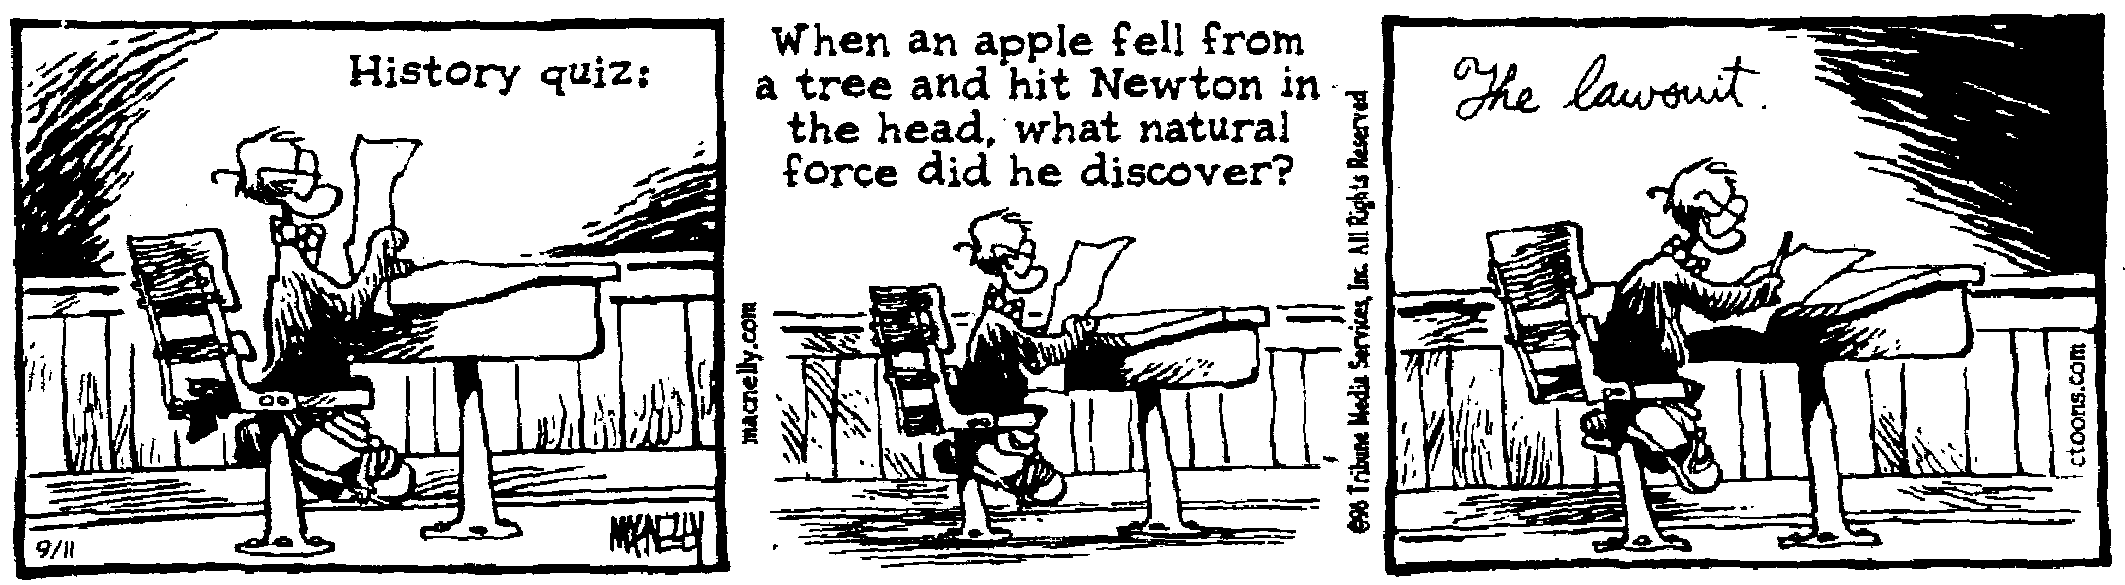 History quiz:
9/11
MACNELLY
When an apple fell from
a tree and hit Newton in
the head, what natural
force did he discover?
macnelly.com
©96 Tribune Media Services, Inc. All Rights Reserved
The lawsuit.
ctoons.com